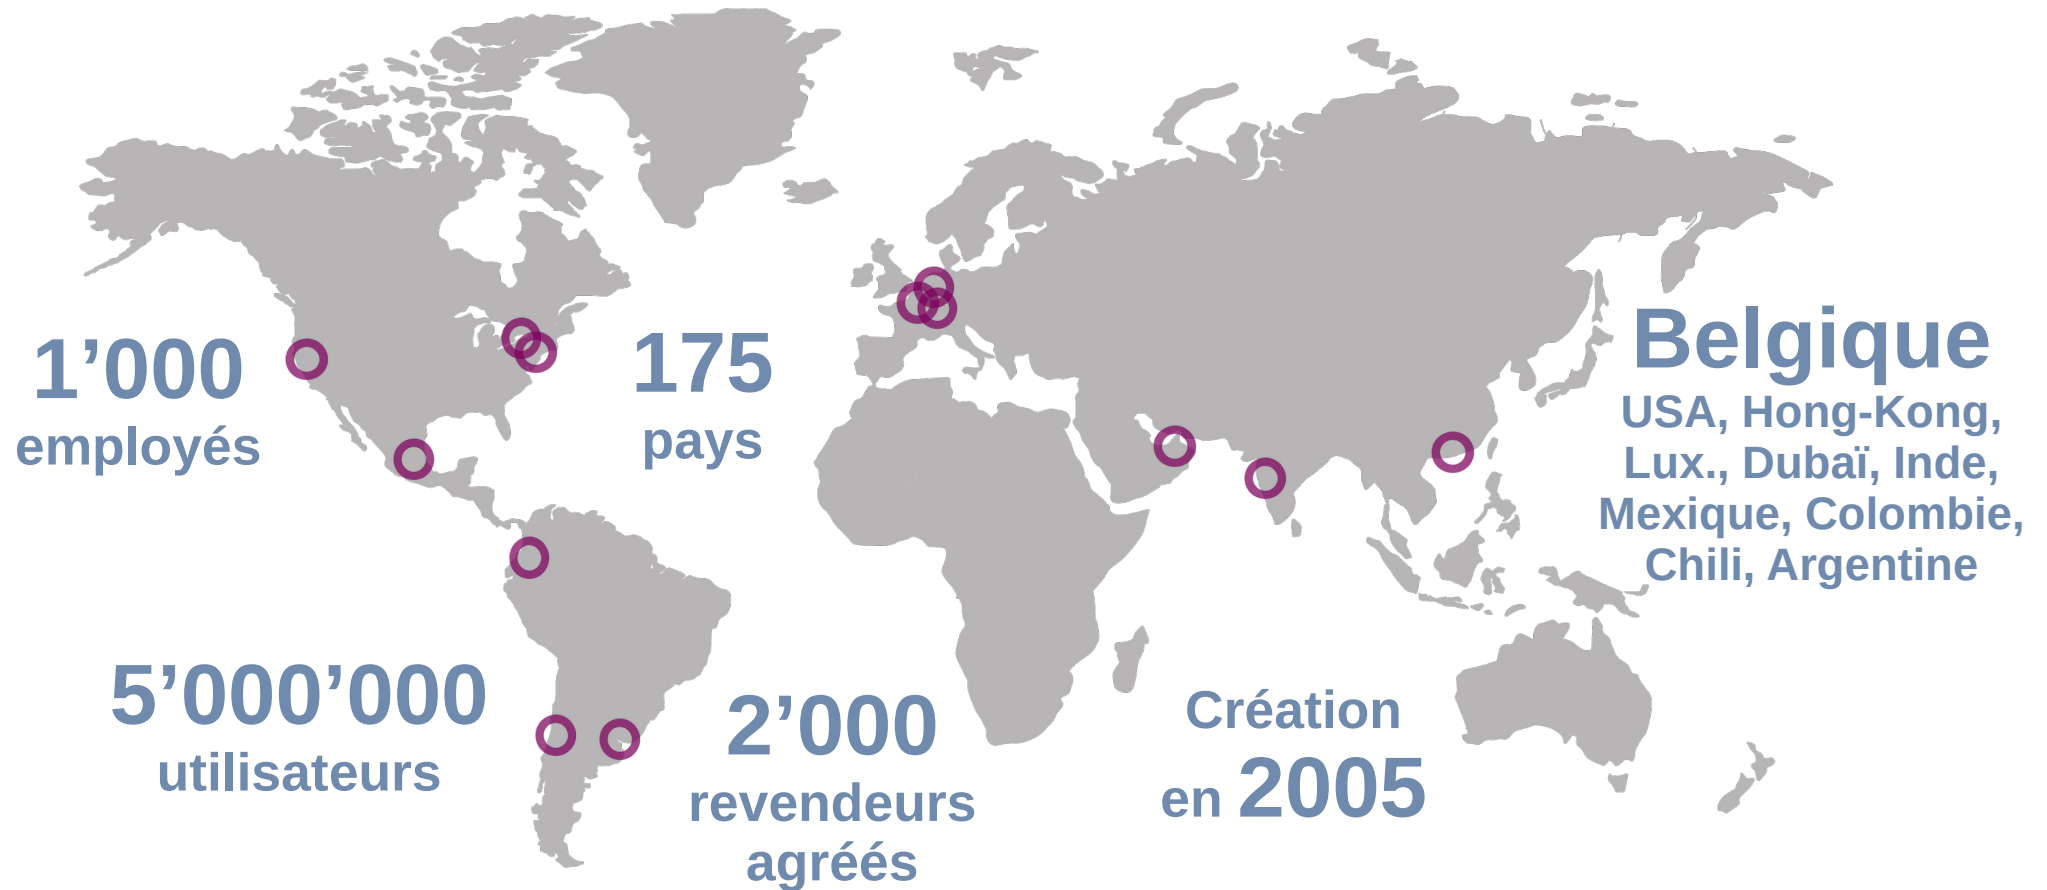 1’000
employés
175
pays
Belgique
USA, Hong-Kong,
Lux., Dubaï, Inde,
Mexique, Colombie,
Chili, Argentine
5’000’000
utilisateurs
2’000
revendeurs
agréés
Création
en 2005